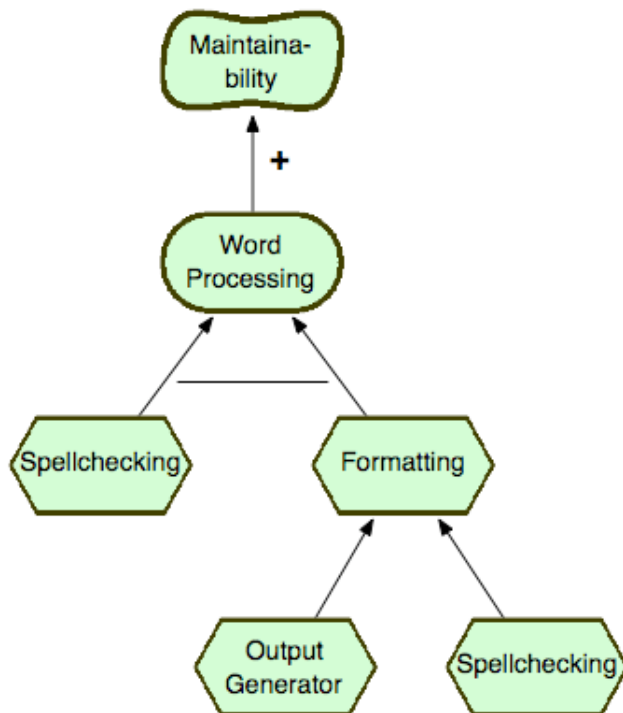 Maintaina-
bility
+
Word
Processing
Spellchecking
Formatting
Output
Generator
Spellchecking